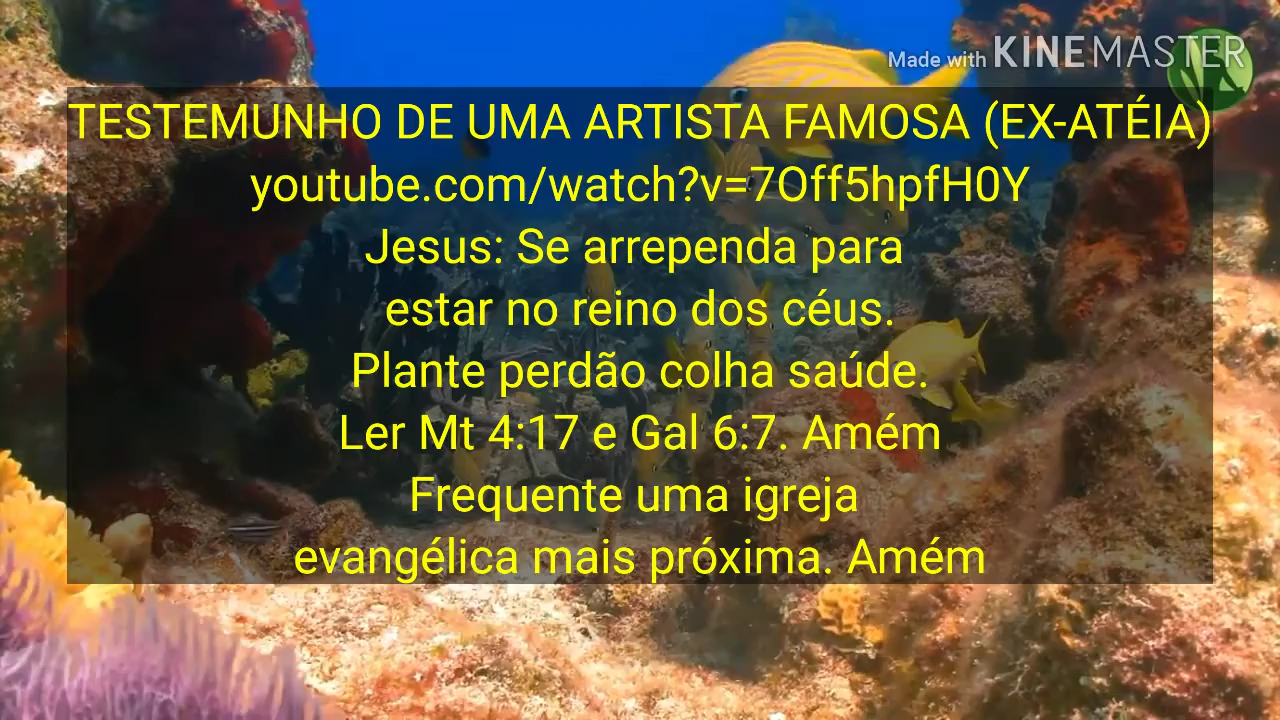 Made with KINEMASTER
TESTEMUNHO DE UMA ARTISTA FAMOSA (EX-ATÉIA)
youtube.com/watch?v=7Off5hpfH0Y
Jesus: Se arrependa para
estar no reino dos céus.
Plante perdão colha saúde.
Ler Mt 4:17 e Gal 6:7. Amém
Frequente uma igreja
evangélica mais próxima. Amém